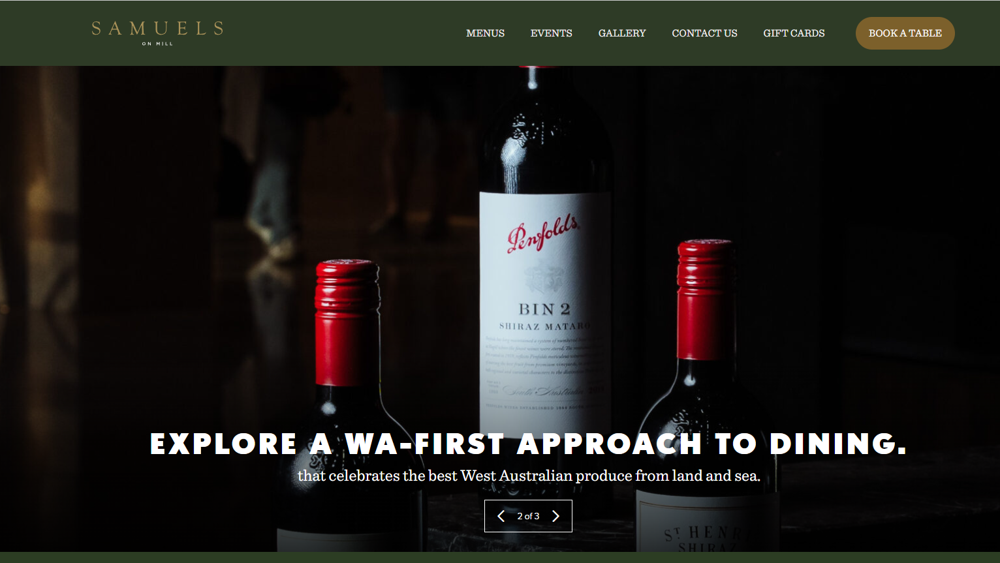 SAMUELS
ON MILL
MENUS
EVENTS
GALLERY
CONTACT US
GIFT CARDS
BOOK A TABLE
Penfolds
BIN 2
SHIRAZ MATARO
South Australia
EXPLORE A WA-FIRST APPROACH TO DINING.
that celebrates the best West Australian produce from land and sea.
2 of 3
ST HENR
SHIRAZ